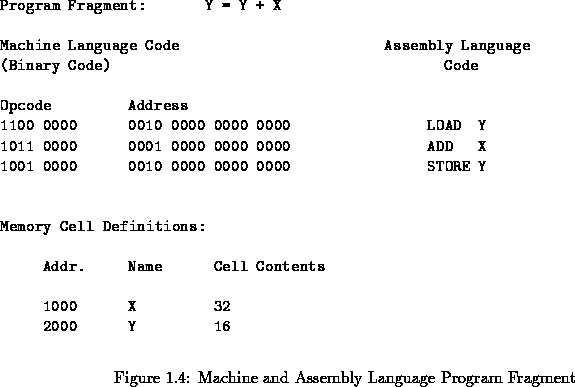 Program Fragment: Y = Y + X
Machine Language Code Assembly Language
(Binary Code) Code
Opcode Address
1100 0000 0010 0000 0000 0000 LOAD Y
1011 0000 0001 0000 0000 0000 ADD X
1001 0000 0010 0000 0000 0000 STORE Y
Memory Cell Definitions:
Addr. Name Cell Contents
1000 X 32
2000 Y 16
Figure 1.4: Machine and Assembly Language Program Fragment